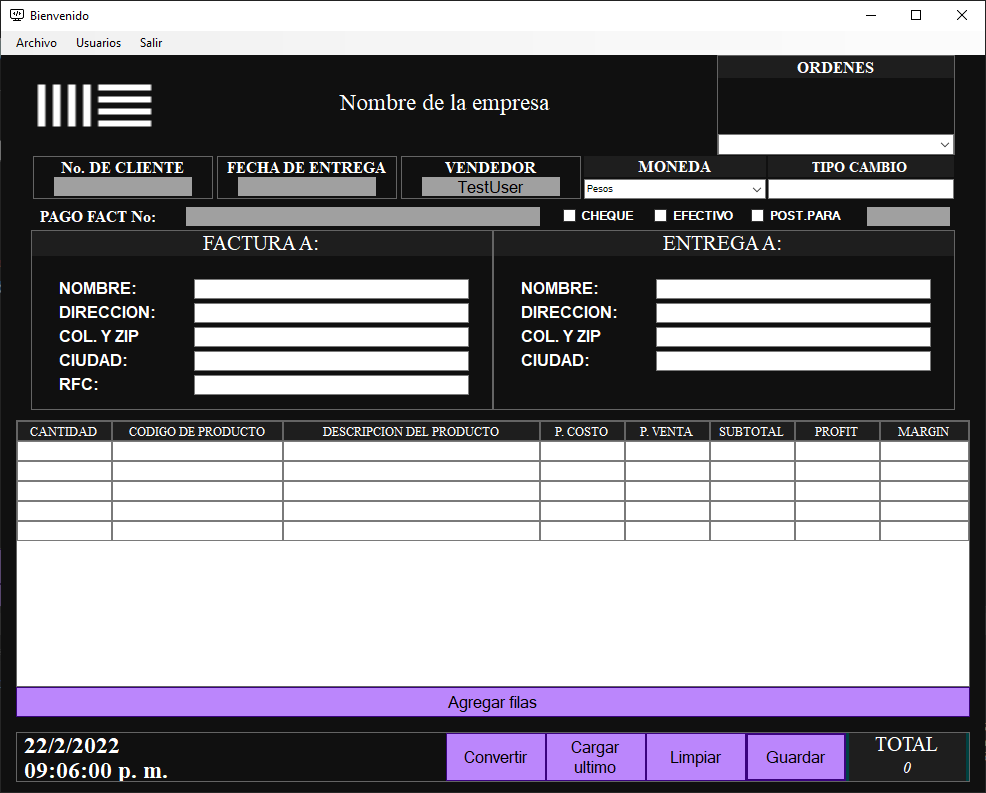 Bienvenido
Archivo Usuarios Salir
ORDENES
Nombre de la empresa
No. DE CLIENTE FECHA DE ENTREGA VENDEDOR MONEDA TIPO CAMBIO
TestUser Pesos
PAGO FACT No: CHEQUE EFECTIVO POST.PARA
FACTURA A: ENTREGA A:
NOMBRE: NOMBRE:
DIRECCION: DIRECCION:
COL. Y ZIP COL. Y ZIP
CIUDAD: CIUDAD:
RFC:
CANTIDAD CODIGO DE PRODUCTO DESCRIPCION DEL PRODUCTO P. COSTO P. VENTA SUBTOTAL PROFIT MARGIN
Agregar filas
22/2/2022
09:06:00 p. m.
Convertir
Cargar
ultimo
Limpiar
Guardar
TOTAL
0